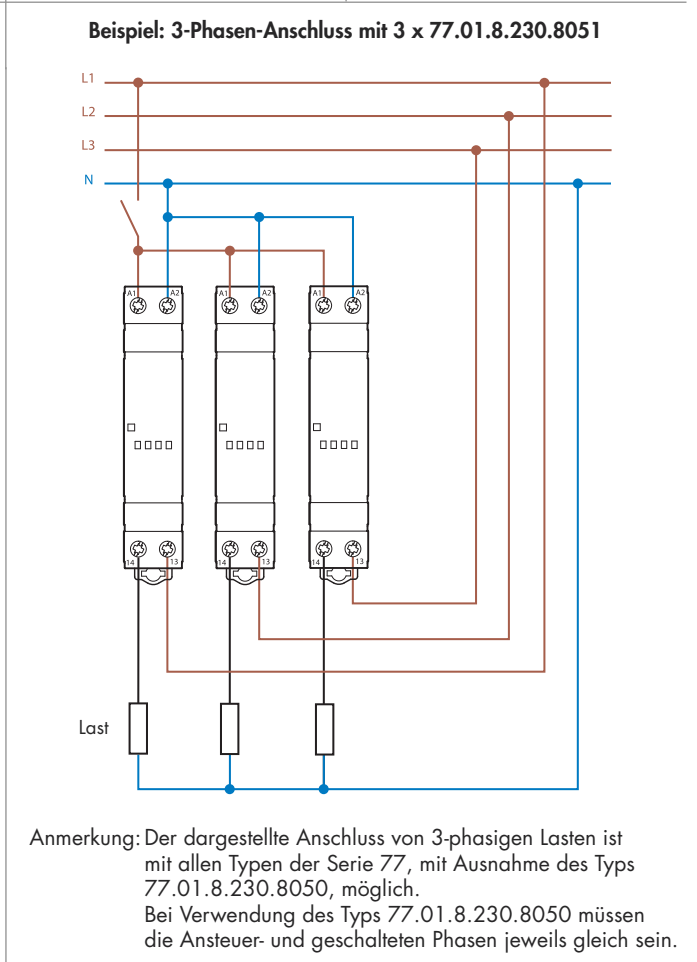 Beispiel: 3-Phasen-Anschluss mit 3 x 77.01.8.230.8051
L1
L2
L3
N
A1 A2 A1 A2 A1 A2
14 13 14 13 14 13
Last
Anmerkung: Der dargestellte Anschluss von 3-phasigen Lasten ist
mit allen Typen der Serie 77, mit Ausnahme des Typs
77.01.8.230.8050, möglich.
Bei Verwendung des Typs 77.01.8.230.8050 müssen
die Ansteuer- und geschalteten Phasen jeweils gleich sein.